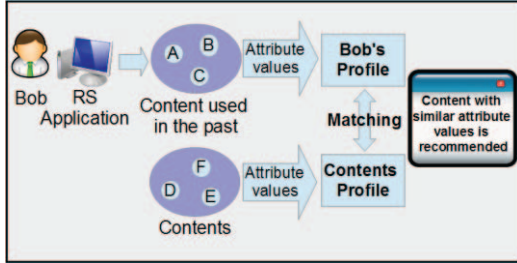 Bob
RS
Application
A
B
C
Content used
in the past
Attribute
values
Bob's
Profile
Matching
Content with
similar attribute
values is
recommended
F
D
E
Contents
Attribute
values
Contents
Profile